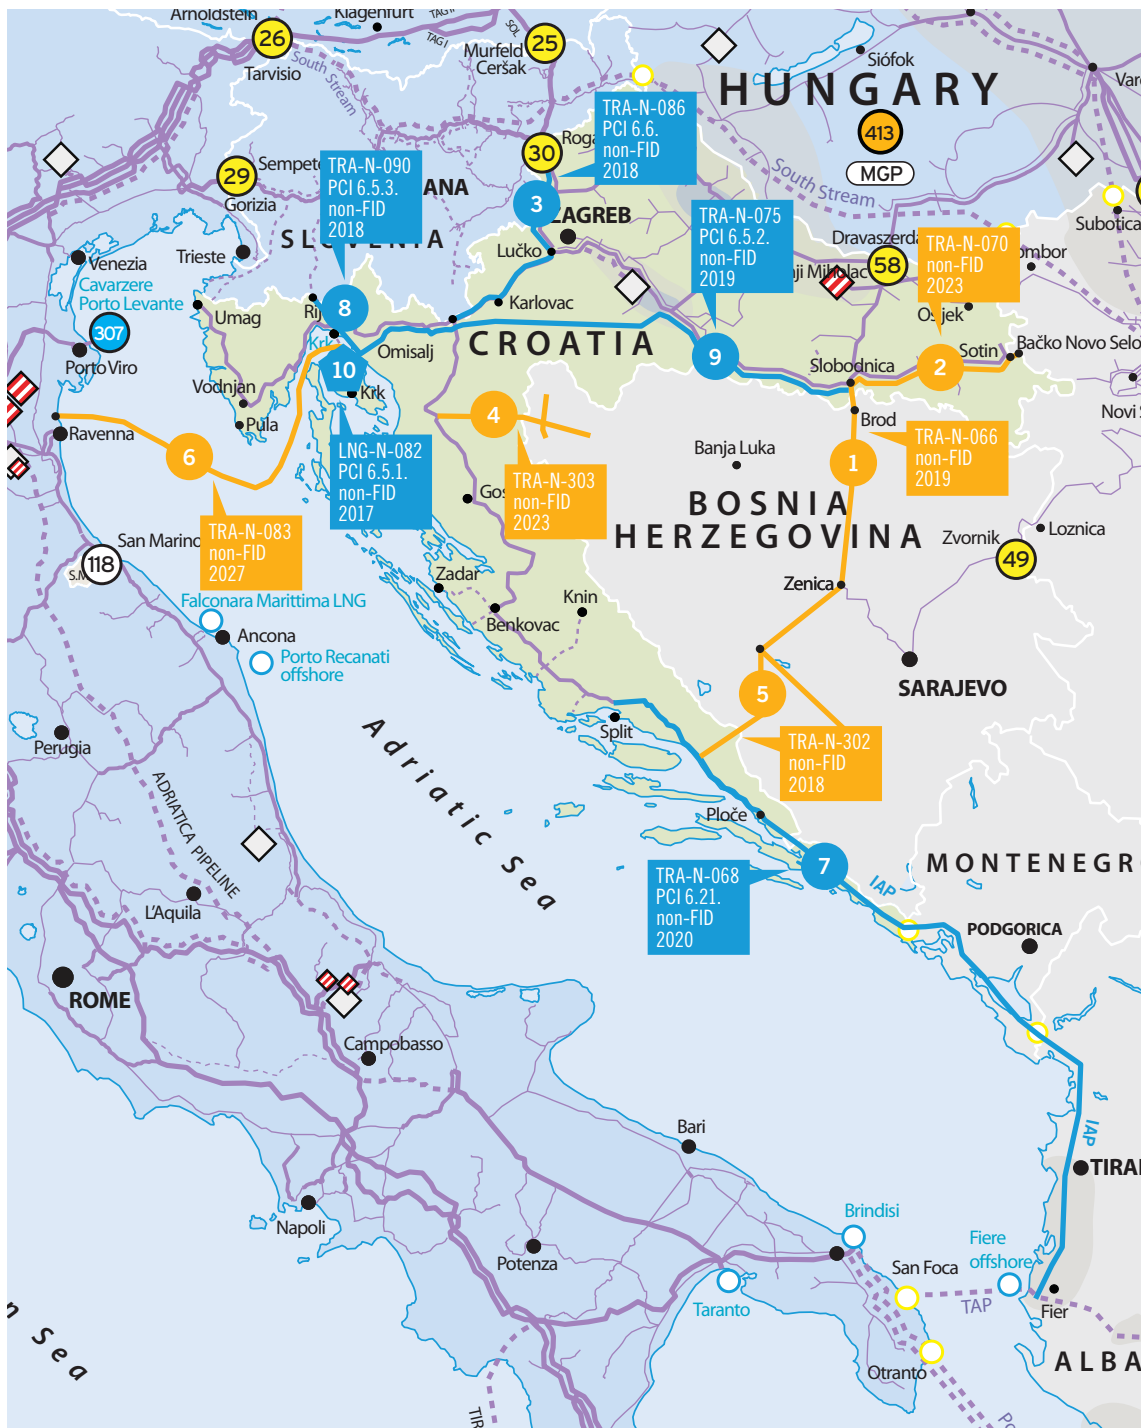 Arnoldstein
Klagenfurt
TAG II
TAG I
SOL
26
Tarvisio
South Stream
Murfeld
Ceršak
25
HUNGARY
Siófok
413
MGP
South Stream
Subotica
TRA-N-086
PCI 6.6.
non-FID
2018
30
TRA-N-090
PCI 6.5.3.
non-FID
2018
29
Gorizia
SLOVENIA
3
ZAGREB
Lučko
TRA-N-075
PCI 6.5.2.
non-FID
2019
58
TRA-N-070
non-FID
2023
Venezia
Cavarzere
Porto Levante
307
Porto Viro
Trieste
Umag
8
Krk
Karlovac
Omisalj
CROATIA
9
Slobodnica
Sotin
2
Bačko Novo Selo
10
Krk
Vodnjan
Pula
Ravenna
6
4
Brod
1
TRA-N-066
non-FID
2019
Banja Luka
LNG-N-082
PCI 6.5.1.
non-FID
2017
TRA-N-303
non-FID
2023
BOSNIA
HERZEGOVINA
TRA-N-083
non-FID
2027
Zvornik
49
Loznica
San Marino
S.M.
118
Falconara Marittima LNG
Ancona
Porto Recanati
offshore
Zadar
Benkovac
Knin
Zenica
SARAJEVO
5
TRA-N-302
non-FID
2018
Split
Adriatic Sea
Perugia
ADRIATICA PIPELINE
Ploče
7
TRA-N-068
PCI 6.21.
non-FID
2020
IAP
MONTENEGRO
PODGORICA
L'Aquila
ROME
Campobasso
IAP
Bari
Napoli
Potenza
Brindisi
Taranto
San Foca
TAP
Fiere
offshore
Fier
Otranto
Sea